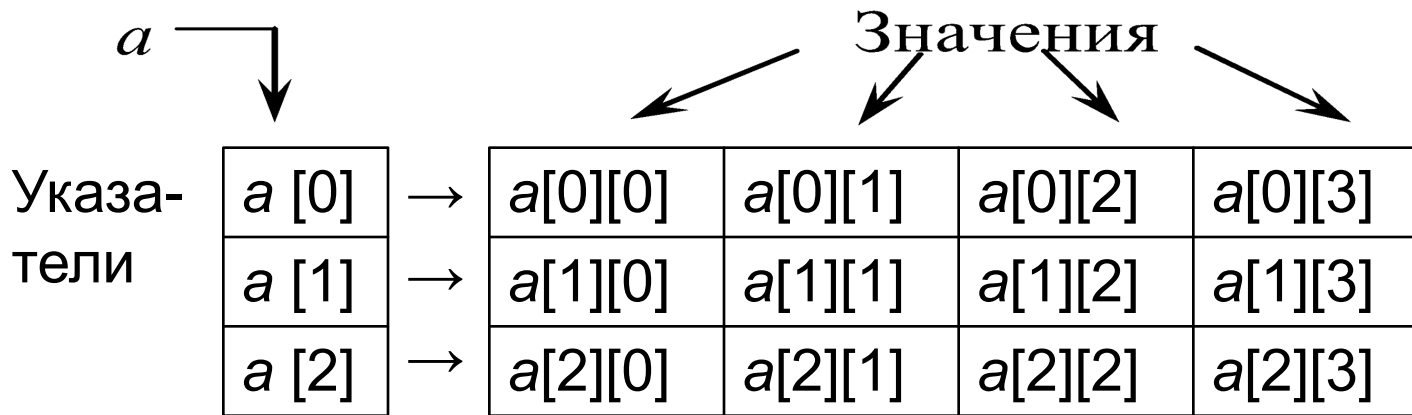 a Значения
Указа- a [0] → a[0][0] a[0][1] a[0][2] a[0][3]
тели a [1] → a[1][0] a[1][1] a[1][2] a[1][3]
a [2] → a[2][0] a[2][1] a[2][2] a[2][3]